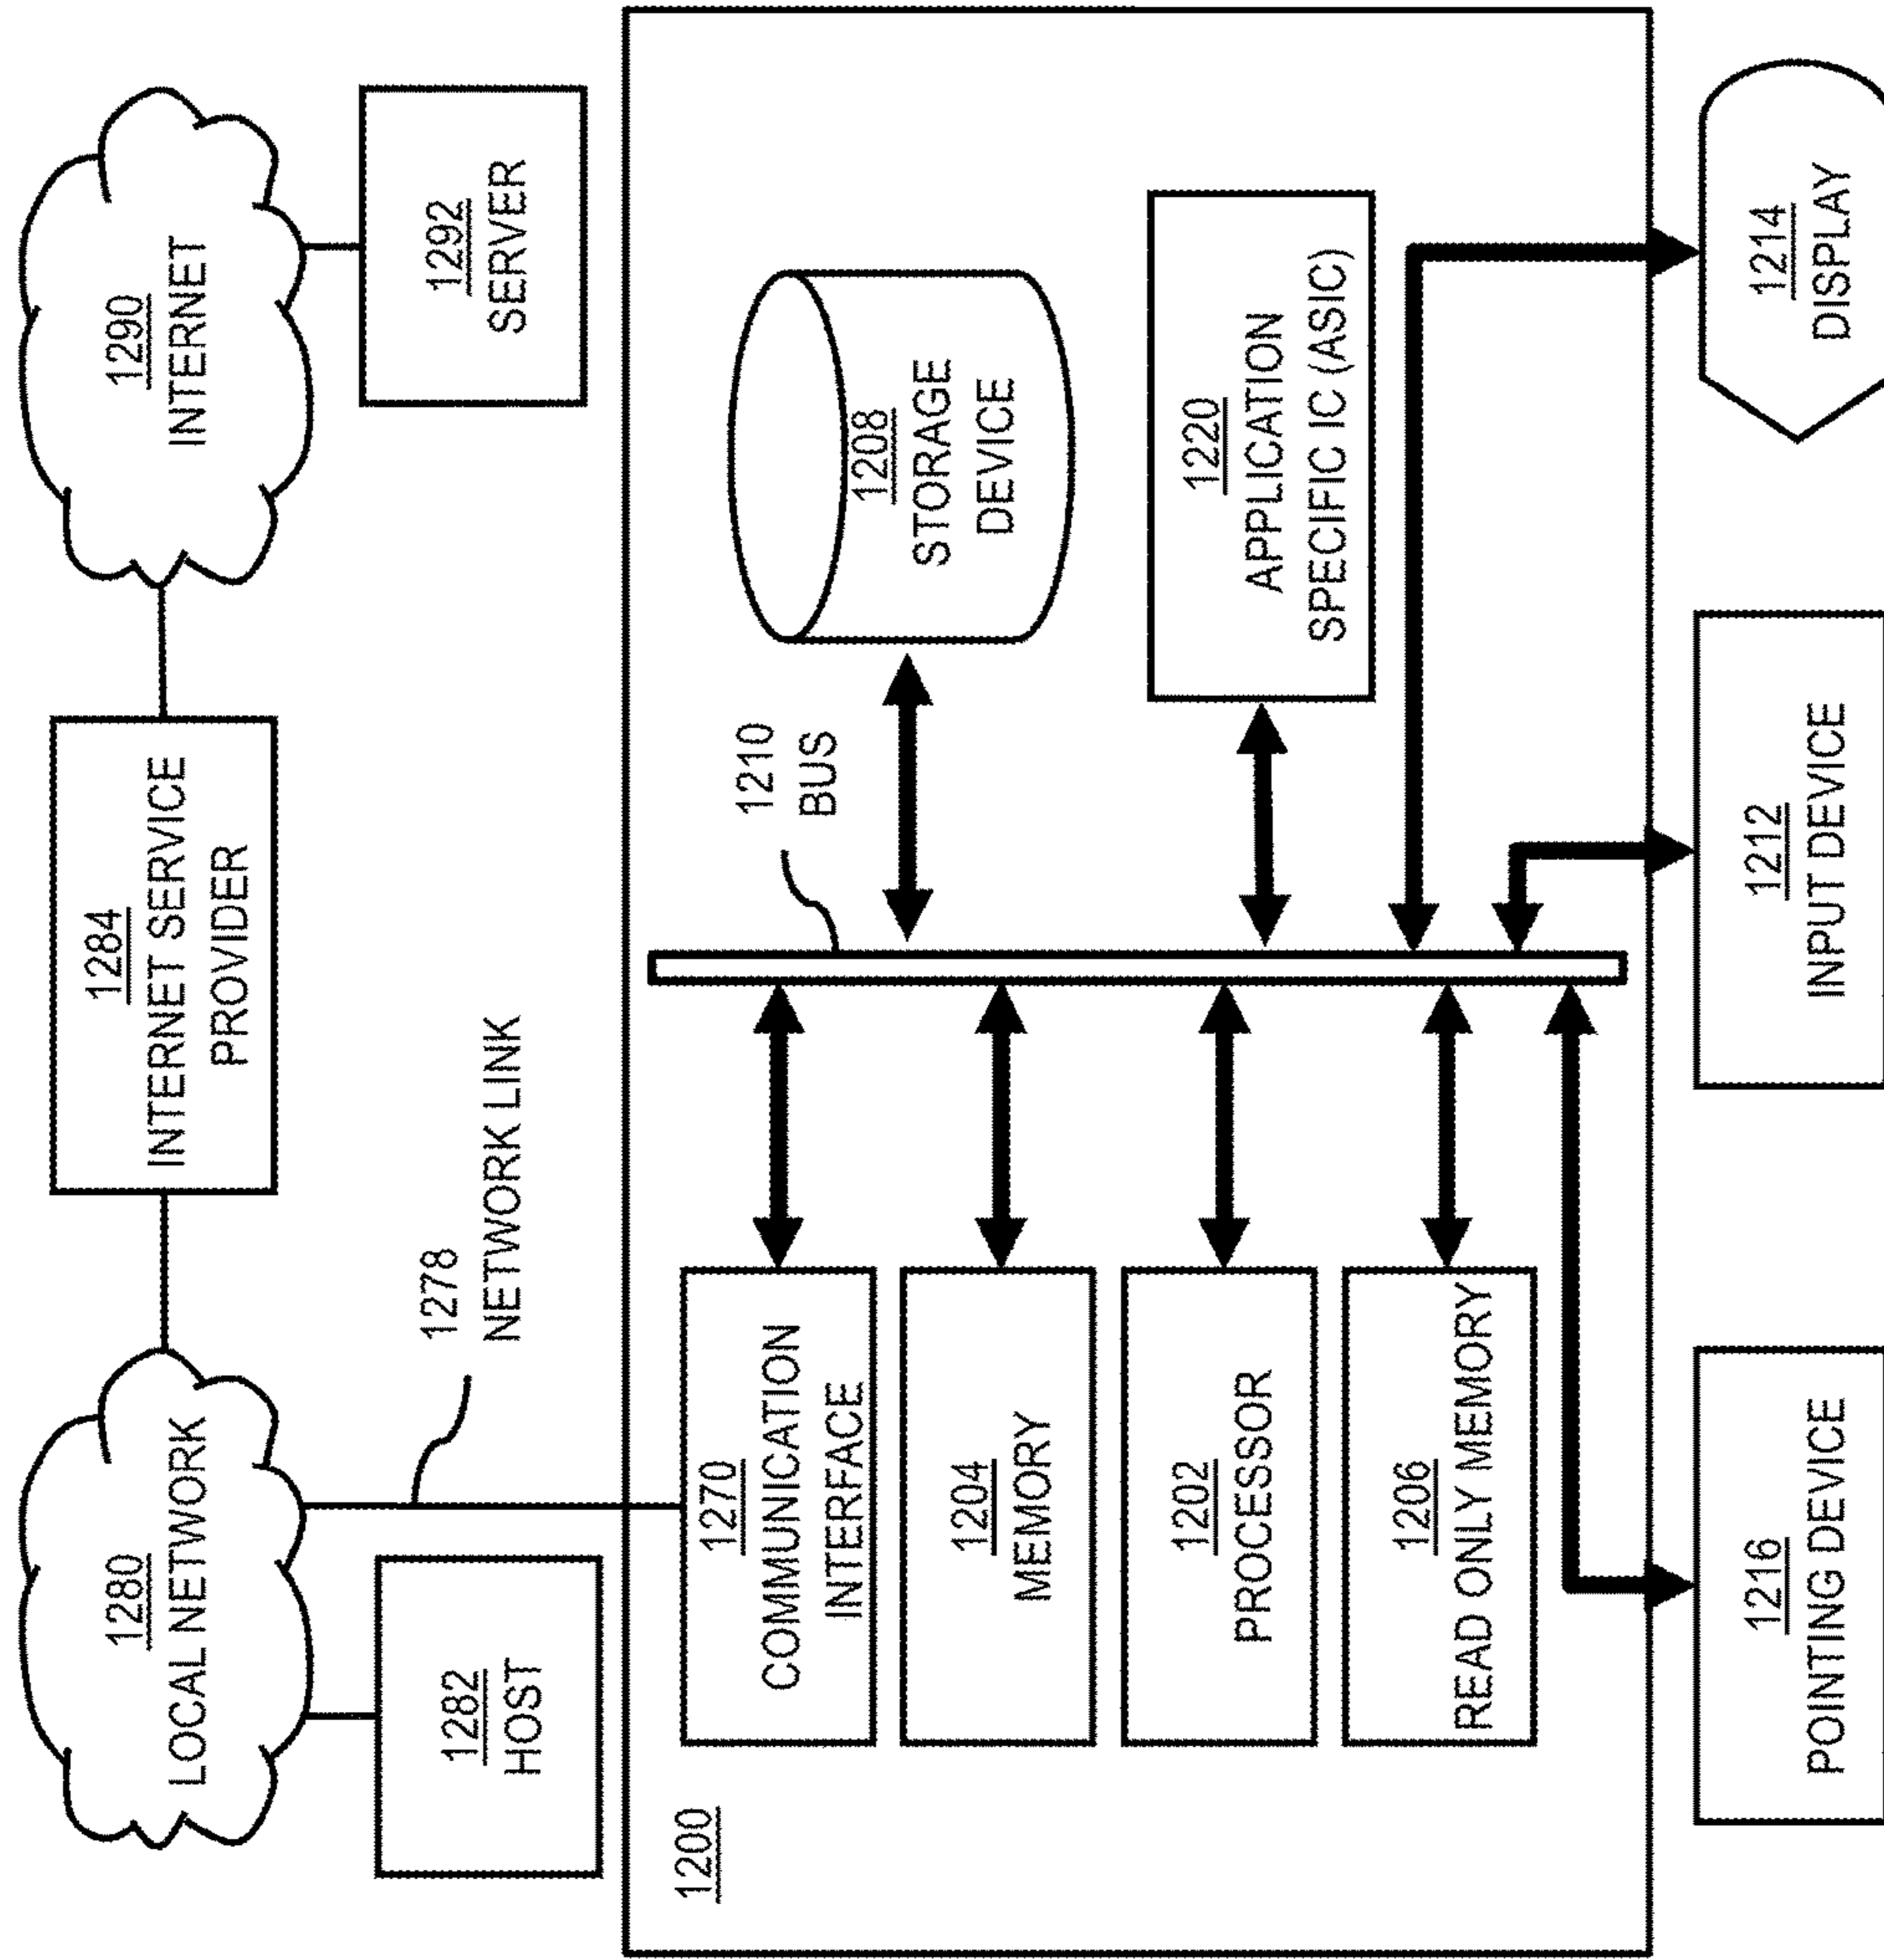 1280
LOCAL NETWORK
1284
INTERNET SERVICE
PROVIDER
1290
INTERNET
1282
HOST
1278
NETWORK LINK
1292
SERVER
1200
1270
COMMUNICATION
INTERFACE
1210
BUS
1208
STORAGE
DEVICE
1204
MEMORY
1202
PROCESSOR
1220
APPLICATION
SPECIFIC IC (ASIC)
1206
READ ONLY MEMORY
1216
POINTING DEVICE
1212
INPUT DEVICE
1214
DISPLAY